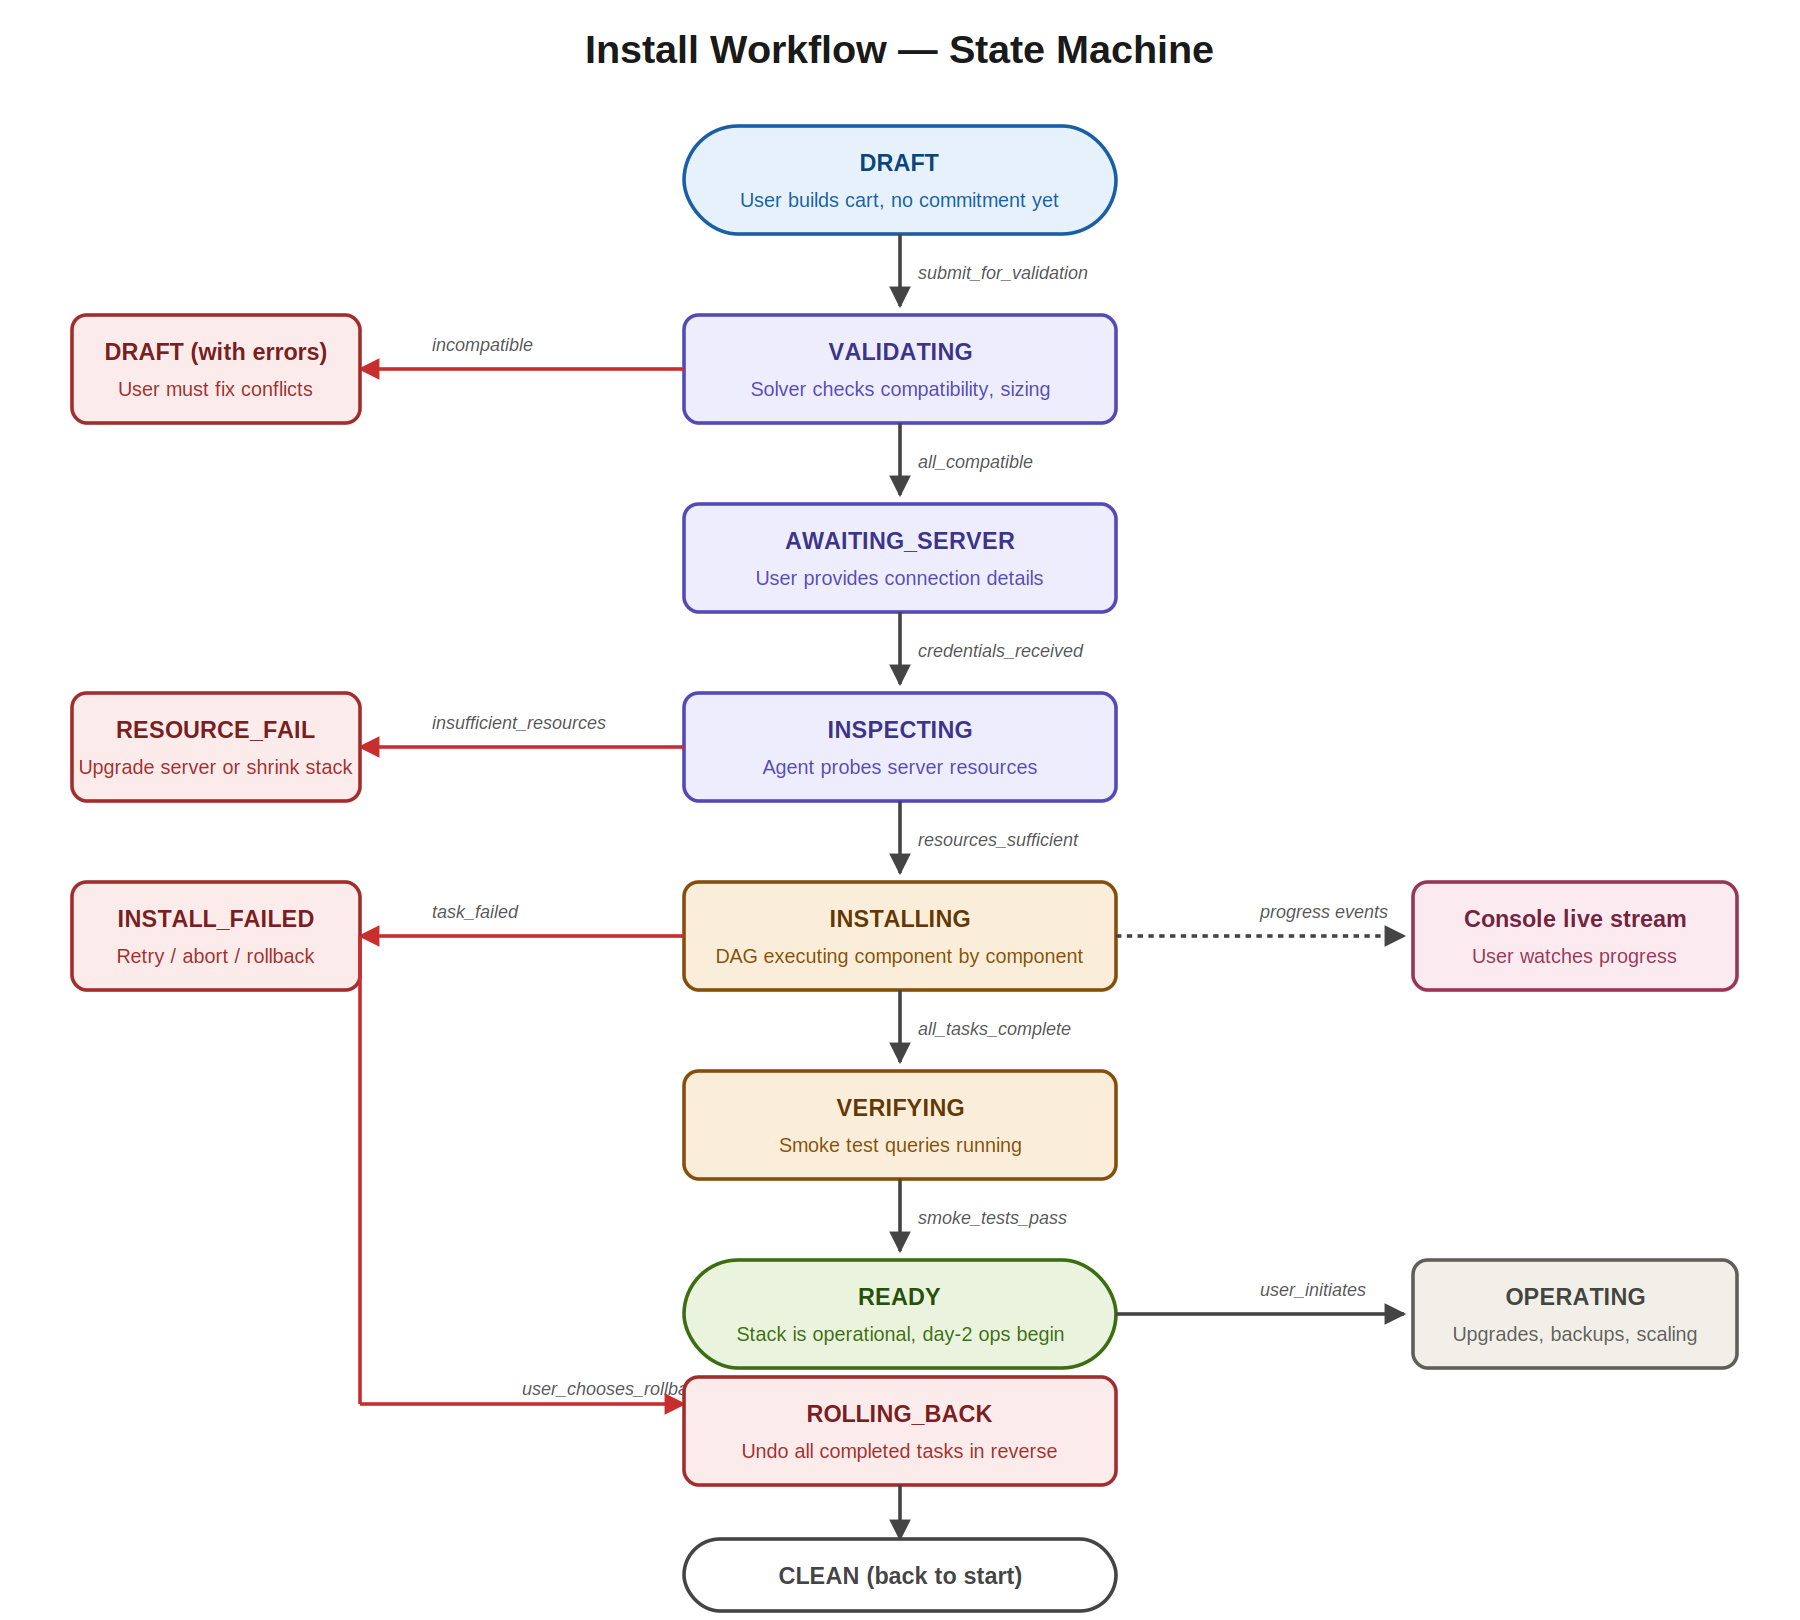 Install Workflow — State Machine
DRAFT
User builds cart, no commitment yet
submit_for_validation
DRAFT (with errors)
User must fix conflicts
incompatible
VALIDATING
Solver checks compatibility, sizing
all_compatible
AWAITING_SERVER
User provides connection details
credentials_received
RESOURCE_FAIL
Upgrade server or shrink stack
insufficient_resources
INSPECTING
Agent probes server resources
resources_sufficient
INSTALL_FAILED
Retry / abort / rollback
task_failed
INSTALLING
DAG executing component by component
progress events
Console live stream
User watches progress
all_tasks_complete
VERIFYING
Smoke test queries running
smoke_tests_pass
READY
Stack is operational, day-2 ops begin
user_initiates
OPERATING
Upgrades, backups, scaling
user_chooses_rollba
ROLLING_BACK
Undo all completed tasks in reverse
CLEAN (back to start)